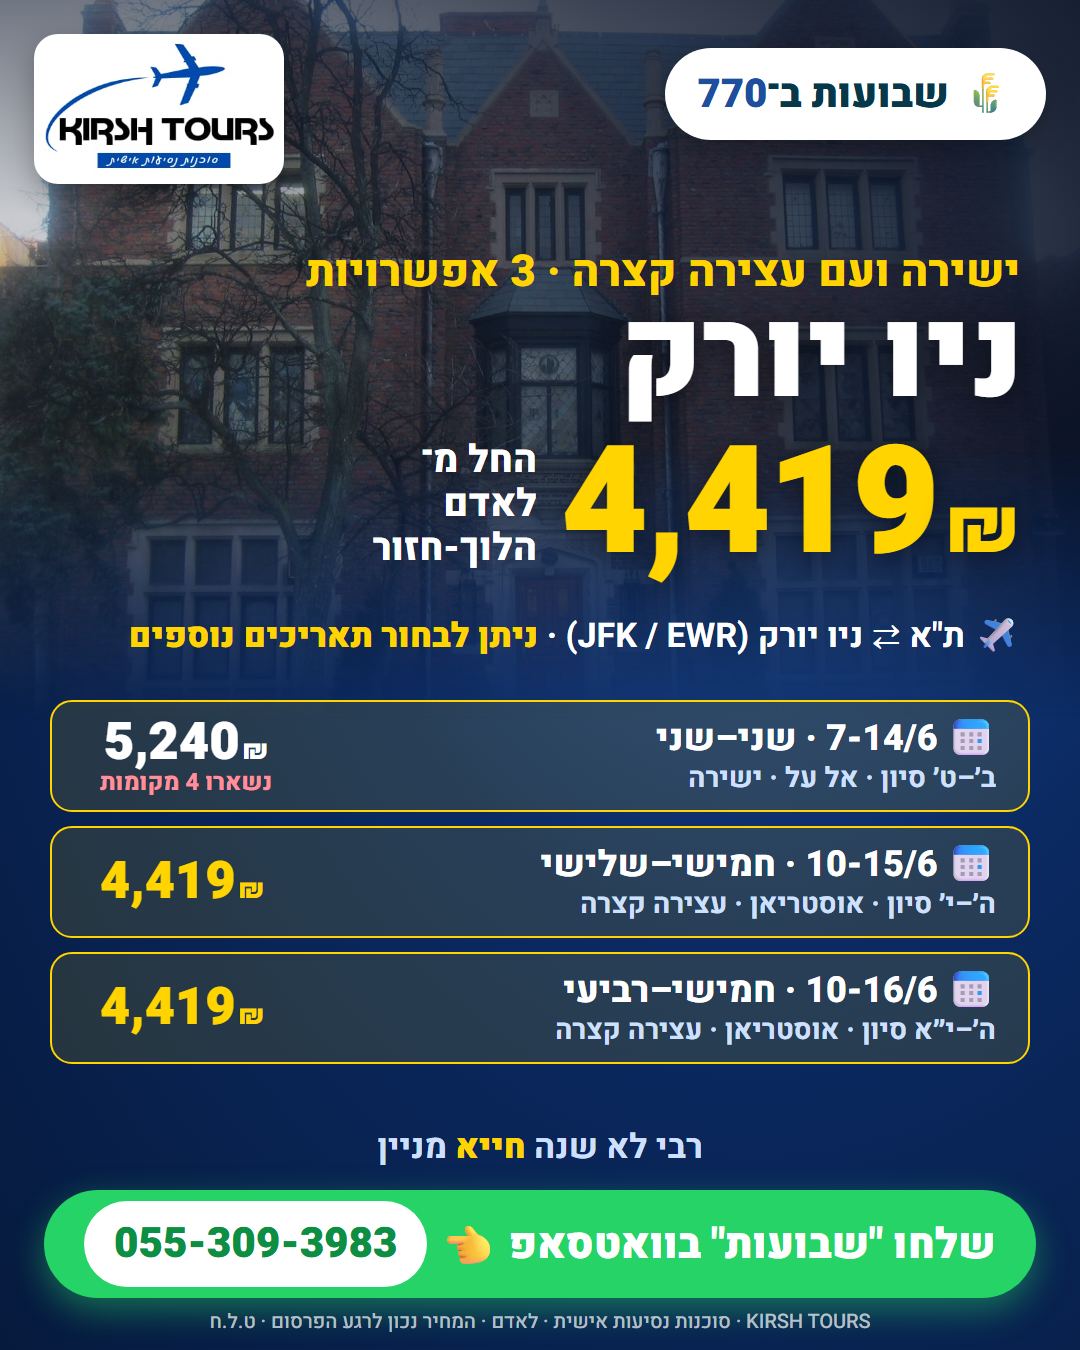 KIRSH TOURS
סוכנות נסיעות אישית
שבועות ב־770
ישירה ועם עצירה קצרה · 3 אפשרויות
ניו יורק
4,419 ₪
החל מ־
לאדם
הלוך-חזור
ת"א ⇄ ניו יורק (JFK / EWR) · ניתן לבחור תאריכים נוספים
7-14/6 · שני–שני
ב׳–ט׳ סיון · אל על · ישירה
5,240 ₪
נשארו 4 מקומות
10-15/6 · חמישי–שלישי
ה׳–י׳ סיון · אוסטריאן · עצירה קצרה
4,419 ₪
10-16/6 · חמישי–רביעי
ה׳–י״א סיון · אוסטריאן · עצירה קצרה
4,419 ₪
רבי לא שנה חייא מניין
שלחו "שבועות" בוואטסאפ 👈 055-309-3983
KIRSH TOURS · סוכנות נסיעות אישית · לאדם · המחיר נכון לרגע הפרסום · ט.ל.ח